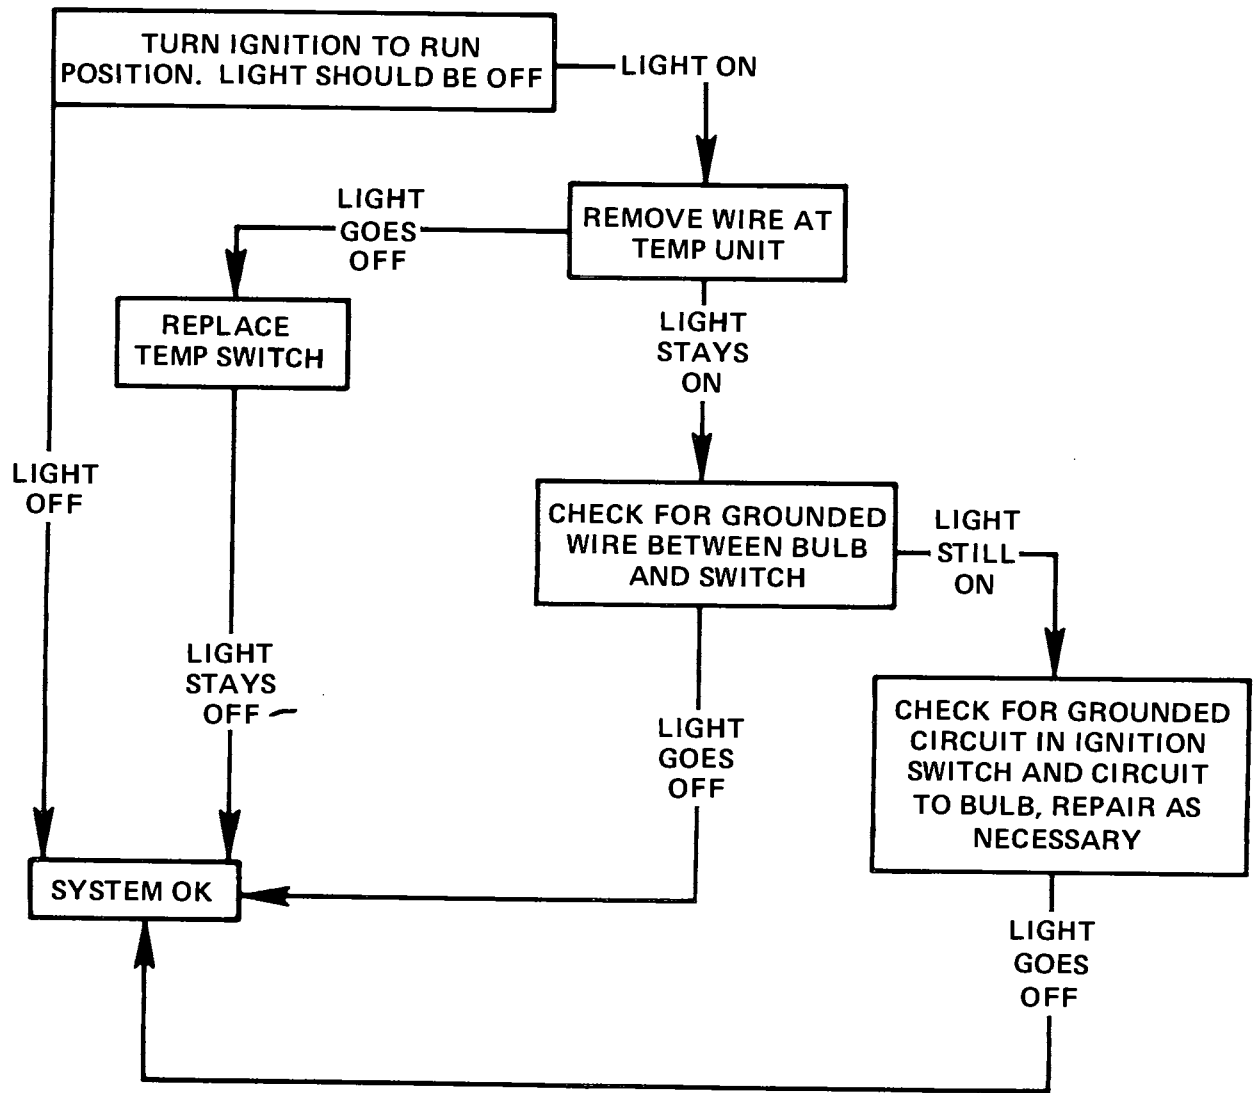 TURN IGNITION TO RUN
POSITION. LIGHT SHOULD BE OFF
LIGHT ON
REMOVE WIRE AT
TEMP UNIT
LIGHT
GOES
OFF
REPLACE
TEMP SWITCH
LIGHT
STAYS
ON
LIGHT
OFF
CHECK FOR GROUNDED
WIRE BETWEEN BULB
AND SWITCH
LIGHT
STILL
ON
LIGHT
STAYS
OFF
LIGHT
GOES
OFF
CHECK FOR GROUNDED
CIRCUIT IN IGNITION
SWITCH AND CIRCUIT
TO BULB, REPAIR AS
NECESSARY
SYSTEM OK
LIGHT
GOES
OFF